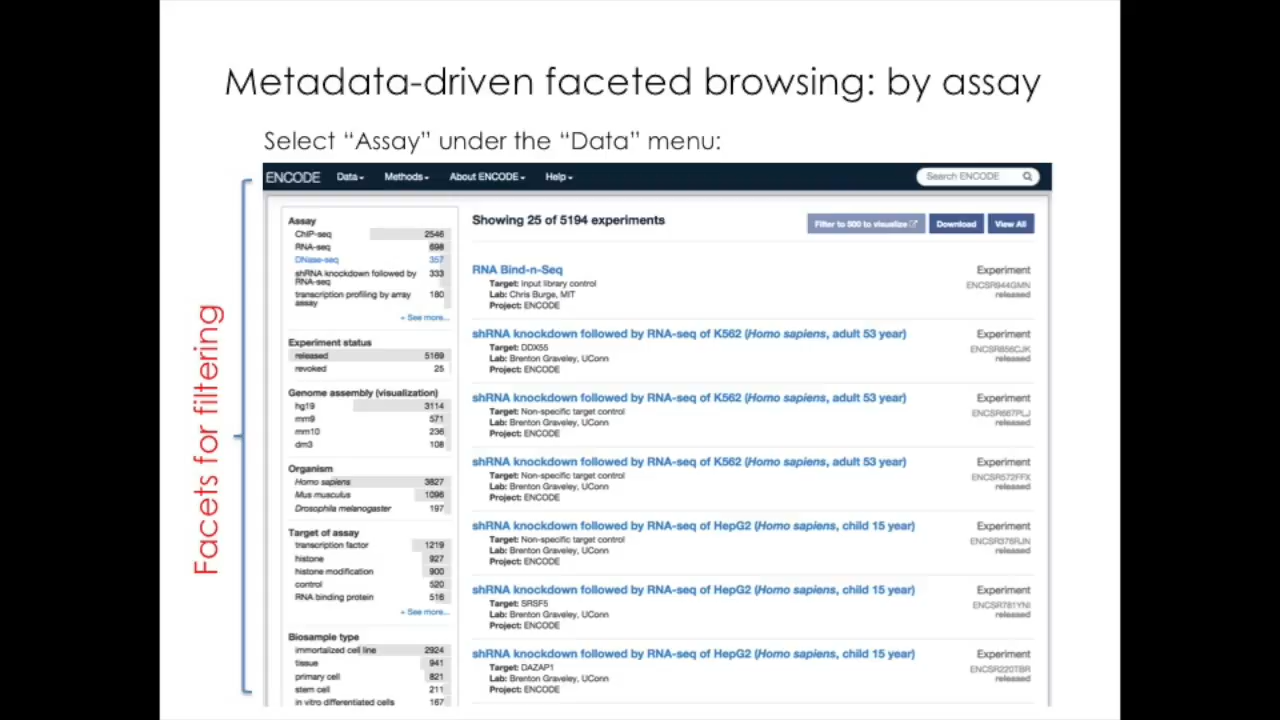 Metadata-driven faceted browsing: by assay
Select “Assay” under the “Data” menu:
Facets for filtering
ENCODE Data Methods About ENCODE Help Search ENCODE
Assay
ChIP-seq 2546
RNA-seq 698
DNase-seq 357
shRNA knockdown followed by 333
RNA-seq
transcription profiling by array 180
assay
+ See more...
Experiment status
released 5169
revoked 25
Genome assembly (visualization)
hg19 3114
mm9 571
mm10 236
dm3 108
Organism
Homo sapiens 3827
Mus musculus 1096
Drosophila melanogaster 197
Target of assay
transcription factor 1219
histone 927
histone modification 900
control 520
RNA binding protein 516
+ See more...
Biosample type
immortalized cell line 2924
tissue 941
primary cell 821
stem cell 211
in vitro differentiated cells 167
Showing 25 of 5194 experiments
Filter to 500 to visualize Download View All
RNA Bind-n-Seq Experiment
Target: Input library control ENCSR944GMN
Lab: Chris Burge, MIT released
Project: ENCODE
shRNA knockdown followed by RNA-seq of K562 (Homo sapiens, adult 53 year) Experiment
Target: DDX55 ENCSR856CJK
Lab: Brenton Graveley, UConn released
Project: ENCODE
shRNA knockdown followed by RNA-seq of K562 (Homo sapiens, adult 53 year) Experiment
Target: Non-specific target control ENCSR667PLJ
Lab: Brenton Graveley, UConn released
Project: ENCODE
shRNA knockdown followed by RNA-seq of K562 (Homo sapiens, adult 53 year) Experiment
Target: Non-specific target control ENCSR572FFX
Lab: Brenton Graveley, UConn released
Project: ENCODE
shRNA knockdown followed by RNA-seq of HepG2 (Homo sapiens, child 15 year) Experiment
Target: Non-specific target control ENCSR376RJN
Lab: Brenton Graveley, UConn released
Project: ENCODE
shRNA knockdown followed by RNA-seq of HepG2 (Homo sapiens, child 15 year) Experiment
Target: SRSF5 ENCSR781YNI
Lab: Brenton Graveley, UConn released
Project: ENCODE
shRNA knockdown followed by RNA-seq of HepG2 (Homo sapiens, child 15 year) Experiment
Target: DAZAP1 ENCSR220TBR
Lab: Brenton Graveley, UConn released
Project: ENCODE